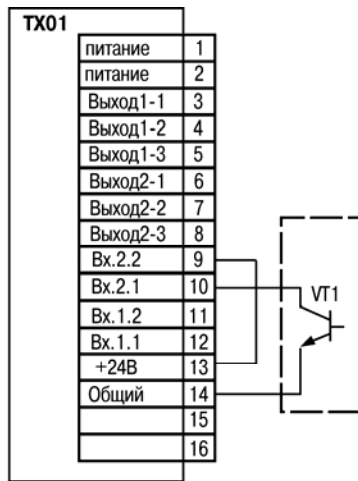 TX01
питание 1
питание 2
Выход1-1 3
Выход1-2 4
Выход1-3 5
Выход2-1 6
Выход2-2 7
Выход2-3 8
Вх.2.2 9
Вх.2.1 10
VT1
Вх.1.2 11
Вх.1.1 12
+24В 13
Общий 14
15
16